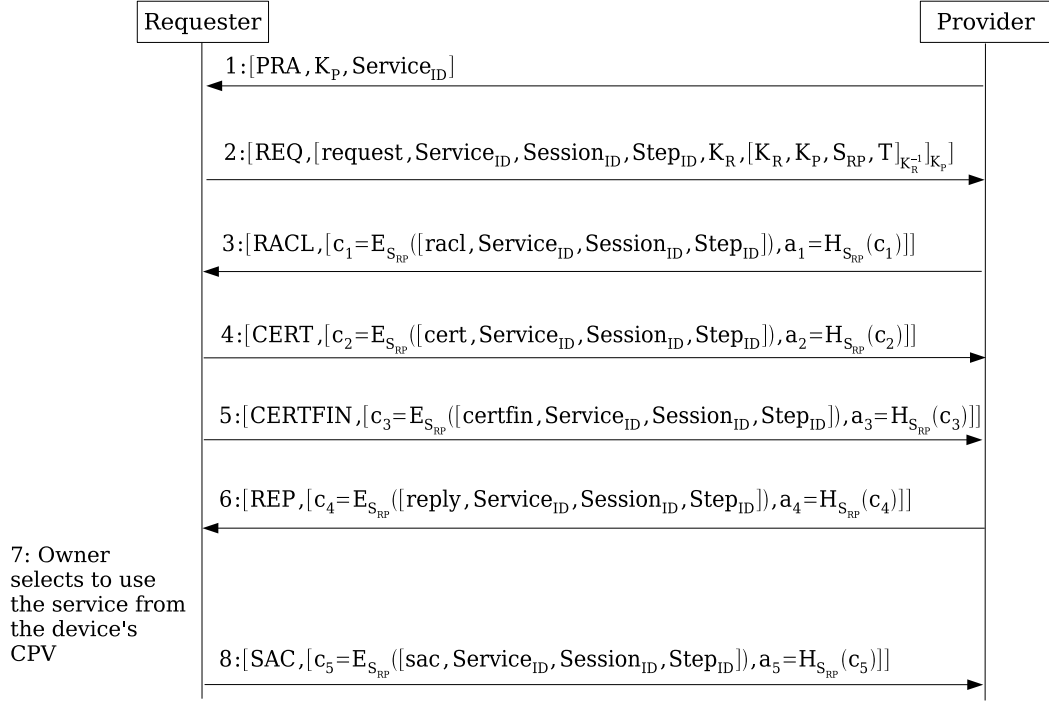 Requester
Provider
1:[PRA,K_P,Service_ID]
2:[REQ,[request,Service_ID,Session_ID,Step_ID,K_R,[K_R,K_P,S_RP,T]_{K_R^{-1}}]_{K_P}]
3:[RACL,[c_1=E_{S_RP}([racl,Service_ID,Session_ID,Step_ID]),a_1=H_{S_RP}(c_1)]]
4:[CERT,[c_2=E_{S_RP}([cert,Service_ID,Session_ID,Step_ID]),a_2=H_{S_RP}(c_2)]]
5:[CERTFIN,[c_3=E_{S_RP}([certfin,Service_ID,Session_ID,Step_ID]),a_3=H_{S_RP}(c_3)]]
6:[REP,[c_4=E_{S_RP}([reply,Service_ID,Session_ID,Step_ID]),a_4=H_{S_RP}(c_4)]]
7: Owner
selects to use
the service from
the device's
CPV
8:[SAC,[c_5=E_{S_RP}([sac,Service_ID,Session_ID,Step_ID]),a_5=H_{S_RP}(c_5)]]